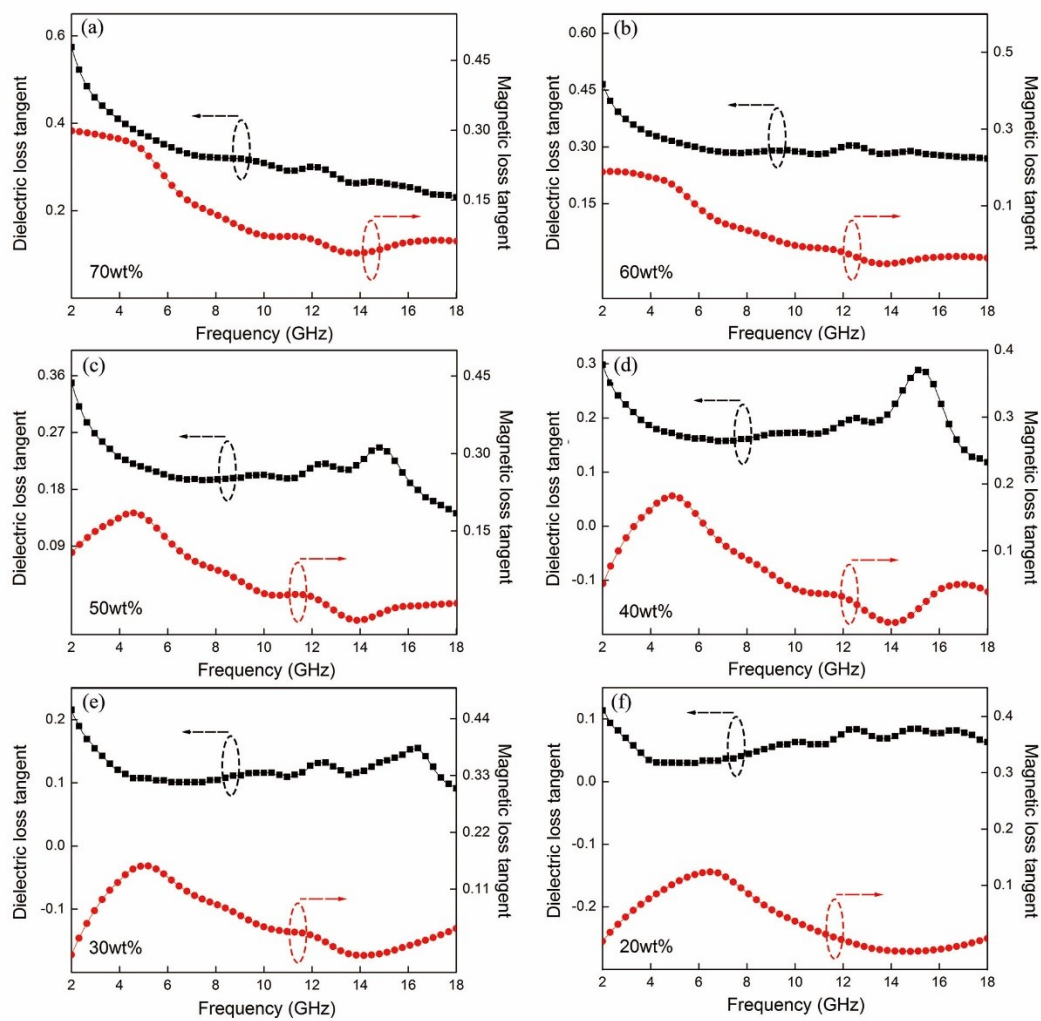 (a)
Dielectric loss tangent
0.6
0.4
0.2
Magnetic loss tangent
0.45
0.30
0.15
70wt%
2 4 6 8 10 12 14 16 18
Frequency (GHz)
(b)
Dielectric loss tangent
0.60
0.45
0.30
0.15
Magnetic loss tangent
0.5
0.3
0.2
60wt%
2 4 6 8 10 12 14 16 18
Frequency (GHz)
(c)
Dielectric loss tangent
0.36
0.27
0.18
0.09
Magnetic loss tangent
0.45
0.30
0.15
50wt%
2 4 6 8 10 12 14 16 18
Frequency (GHz)
(d)
Dielectric loss tangent
0.3
0.2
0.1
0.0
-0.1
Magnetic loss tangent
0.4
0.3
0.2
0.1
0.0
40wt%
2 4 6 8 10 12 14 16 18
Frequency (GHz)
(e)
Dielectric loss tangent
0.2
0.1
0.0
-0.1
Magnetic loss tangent
0.44
0.33
0.22
0.11
30wt%
2 4 6 8 10 12 14 16 18
Frequency (GHz)
(f)
Dielectric loss tangent
0.1
0.0
-0.1
-0.2
Magnetic loss tangent
0.4
0.3
0.2
0.1
20wt%
2 4 6 8 10 12 14 16 18
Frequency (GHz)